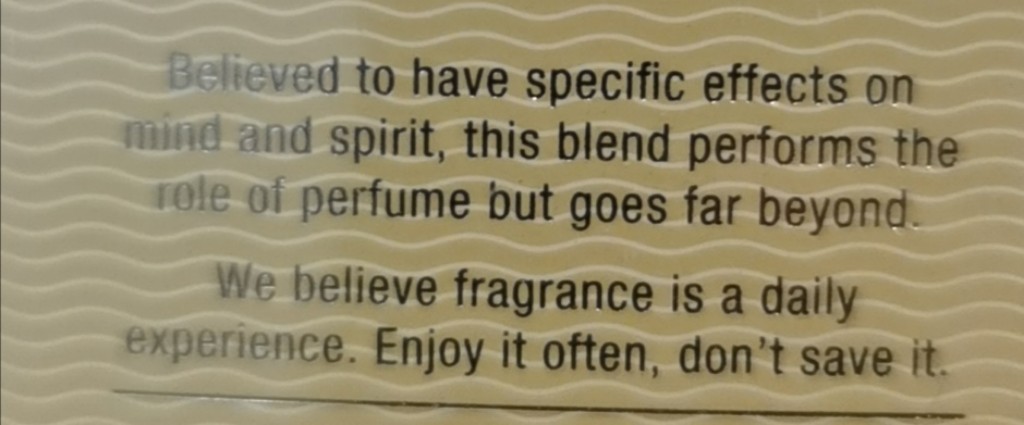 Believed to have specific effects on
mind and spirit, this blend performs the
role of perfume but goes far beyond.
We believe fragrance is a daily
experience. Enjoy it often, don't save it.